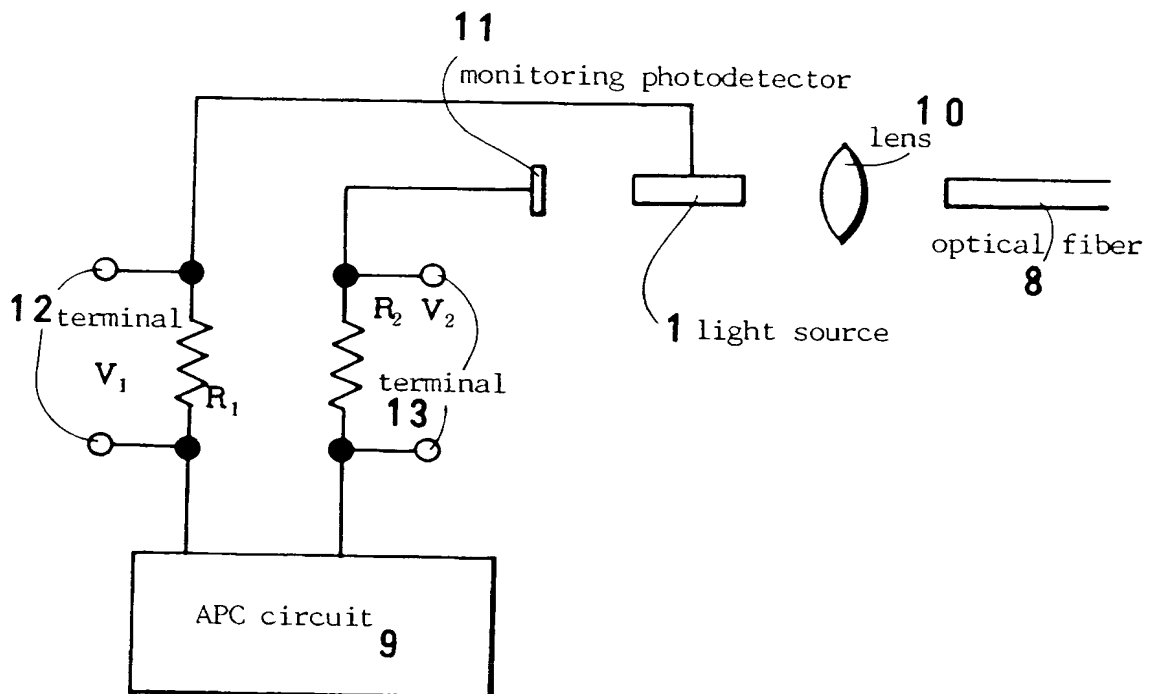 11
monitoring photodetector
10
lens
optical fiber
8
12 terminal
R₂ V₂
1 light source
V₁
R₁
terminal
13
APC circuit 9